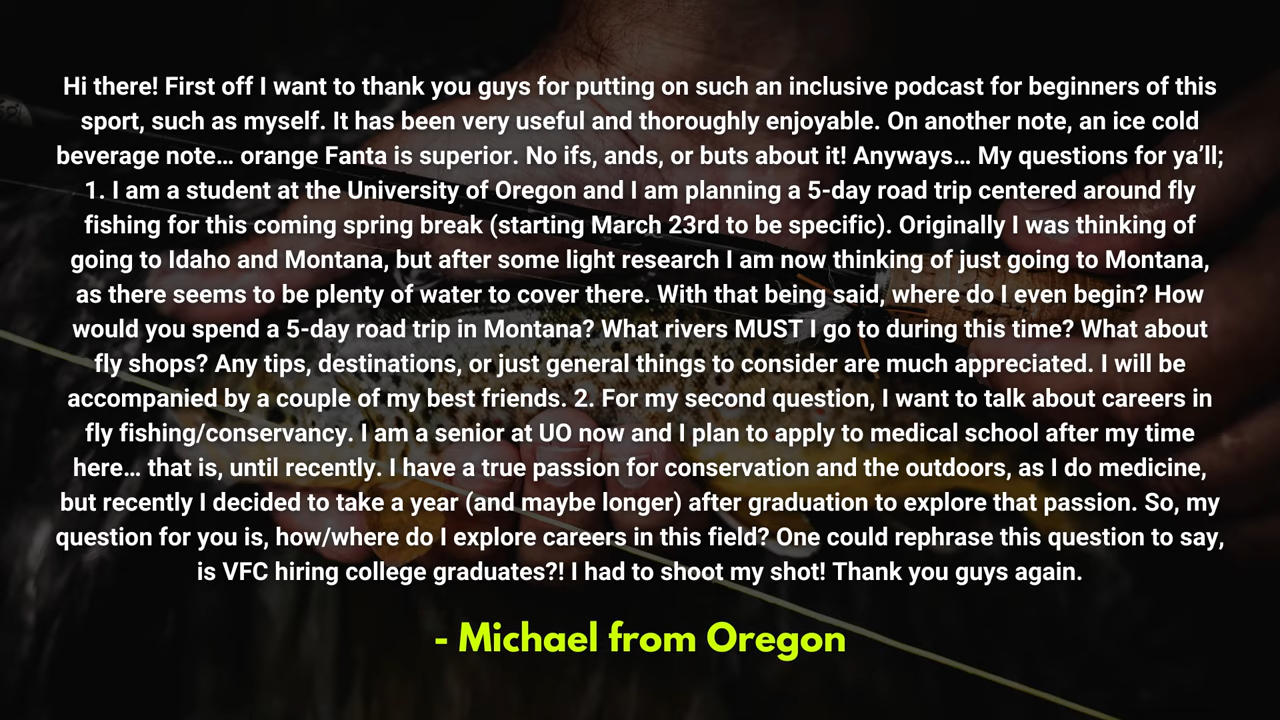 Hi there! First off I want to thank you guys for putting on such an inclusive podcast for beginners of this
sport, such as myself. It has been very useful and thoroughly enjoyable. On another note, an ice cold
beverage note... orange Fanta is superior. No ifs, ands, or buts about it! Anyways... My questions for ya'll;
1. I am a student at the University of Oregon and I am planning a 5-day road trip centered around fly
fishing for this coming spring break (starting March 23rd to be specific). Originally I was thinking of
going to Idaho and Montana, but after some light research I am now thinking of just going to Montana,
as there seems to be plenty of water to cover there. With that being said, where do I even begin? How
would you spend a 5-day road trip in Montana? What rivers MUST I go to during this time? What about
fly shops? Any tips, destinations, or just general things to consider are much appreciated. I will be
accompanied by a couple of my best friends. 2. For my second question, I want to talk about careers in
fly fishing/conservancy. I am a senior at UO now and I plan to apply to medical school after my time
here... that is, until recently. I have a true passion for conservation and the outdoors, as I do medicine,
but recently I decided to take a year (and maybe longer) after graduation to explore that passion. So, my
question for you is, how/where do I explore careers in this field? One could rephrase this question to say,
is VFC hiring college graduates?! I had to shoot my shot! Thank you guys again.
- Michael from Oregon